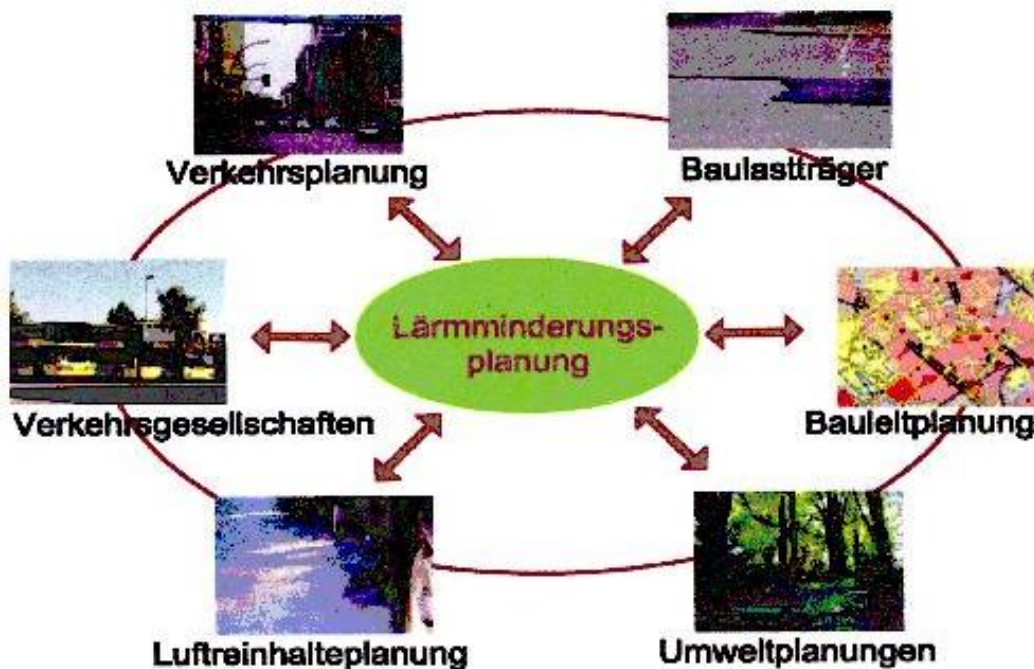 Verkehrsplanung
Baulastträger
Lärmminderungs-
planung
Verkehrsgesellschaften
Bauleitplanung
Luftreinhalteplanung
Umweltplanungen